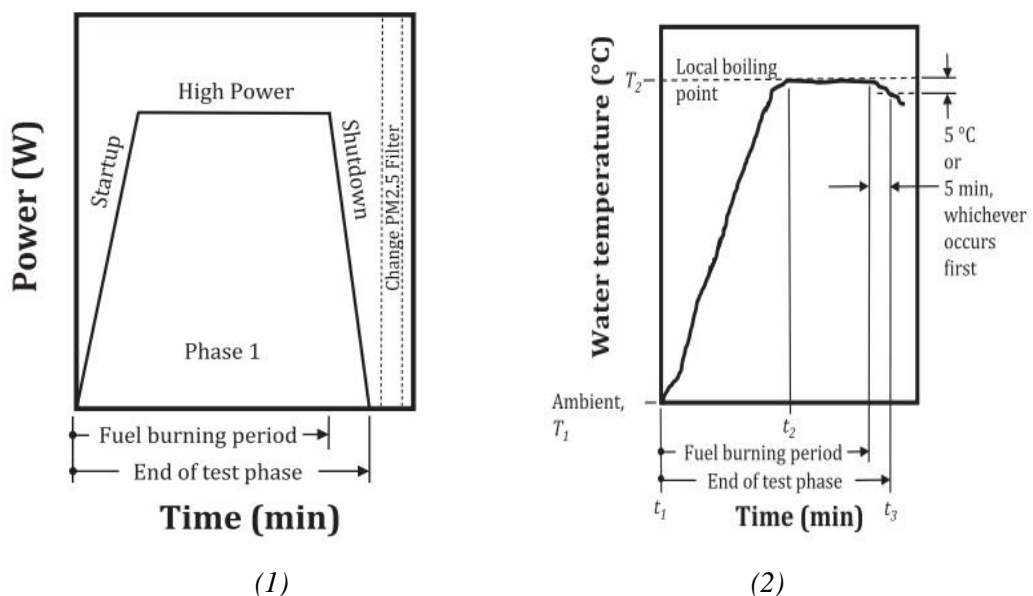 Power (W)
High Power
Startup
Shutdown
Change PM2.5 Filter
Phase 1
Fuel burning period
End of test phase
Time (min)
(1)
Water temperature (°C)
T2
Local boiling
point
5 °C
or
5 min,
whichever
occurs
first
Ambient,
T1
t2
Fuel burning period
End of test phase
t1
t3
Time (min)
(2)